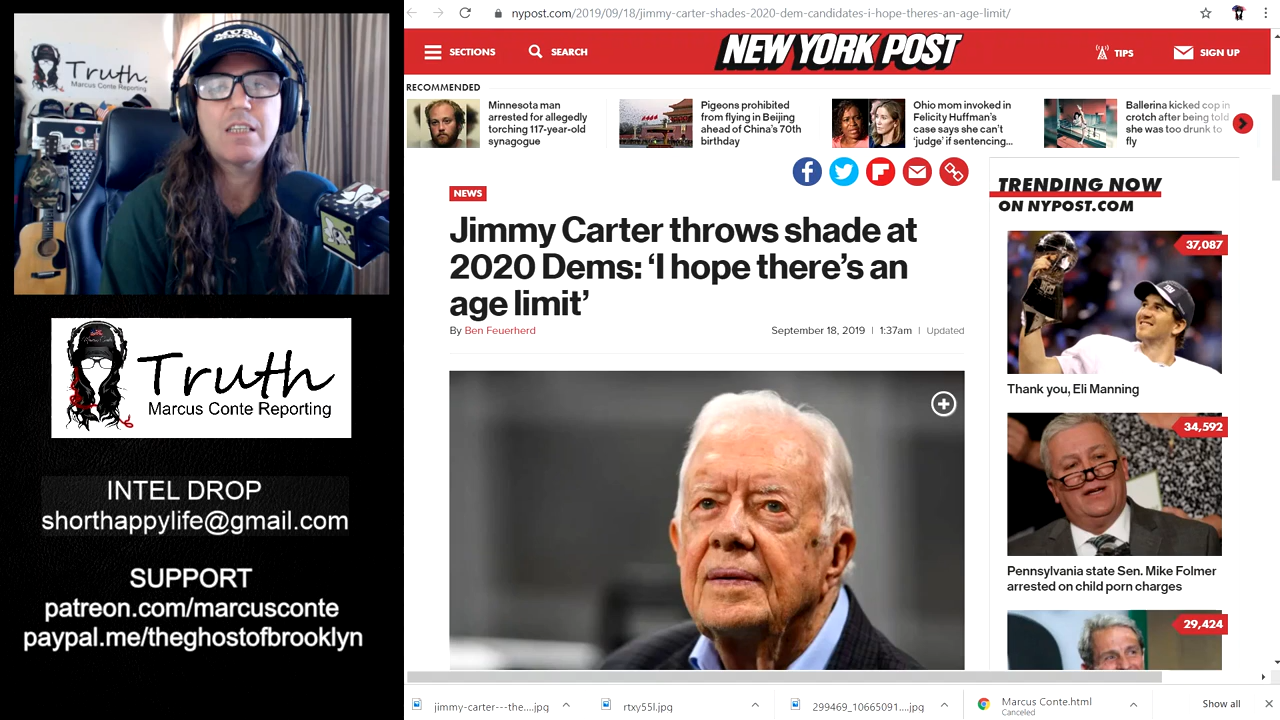 Truth.
Marcus Conte Reporting
Truth
Marcus Conte Reporting
INTEL DROP
shorthappylife@gmail.com
SUPPORT
patreon.com/marcusconte
paypal.me/theghostofbrooklyn
nypost.com/2019/09/18/jimmy-carter-shades-2020-dem-candidates-i-hope-theres-an-age-limit/
SECTIONS
SEARCH
NEW YORK POST
TIPS
SIGN UP
RECOMMENDED
Minnesota man
arrested for allegedly
torching 117-year-old
synagogue
Pigeons prohibited
from flying in Beijing
ahead of China's 70th
birthday
Ohio mom invoked in
Felicity Huffman's
case says she can't
'judge' if sentencing...
Ballerina kicked cop in
crotch after being told
she was too drunk to
fly
NEWS
Jimmy Carter throws shade at
2020 Dems: 'I hope there's an
age limit'
By Ben Feuerherd
September 18, 2019 | 1:37am | Updated
TRENDING NOW
ON NYPOST.COM
37,087
Thank you, Eli Manning
34,592
Pennsylvania state Sen. Mike Folmer
arrested on child porn charges
29,424
jimmy-carter---the....jpg
rtxy55l.jpg
299469_10665091....jpg
Marcus Conte.html
Canceled
Show all